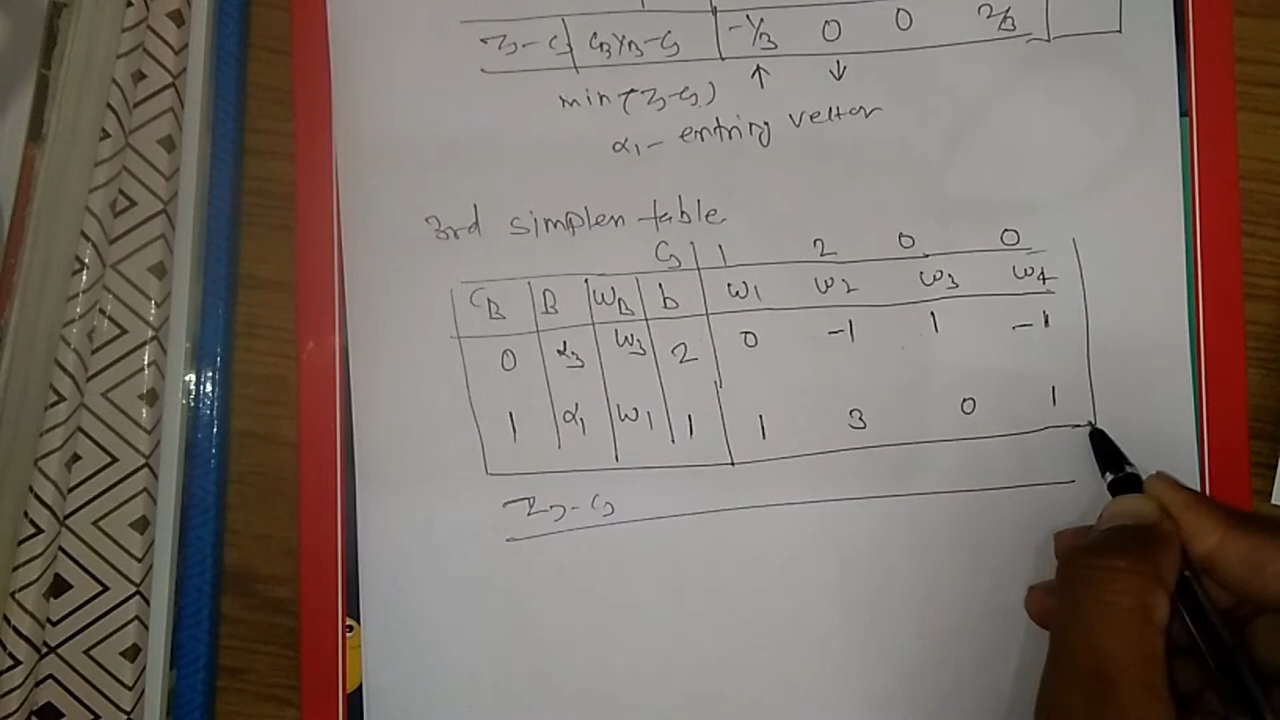 zj-cj cByB-cj -1/3 0 0 2/3
min(zj-cj)
α1- entring vector
3rd simplen table
cj 1 2 0 0
cB B wB b w1 w2 w3 w4
0 α3 w3 2 0 -1 1 -1
1 α1 w1 1 1 3 0 1
zj-cj